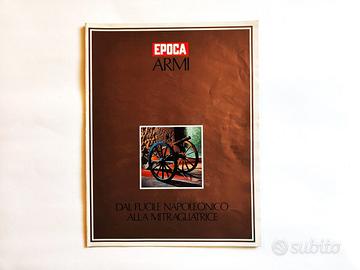 EPOCA
ARMI
DAL FUCILE NAPOLEONICO
ALLA MITRAGLIATRICE
subito